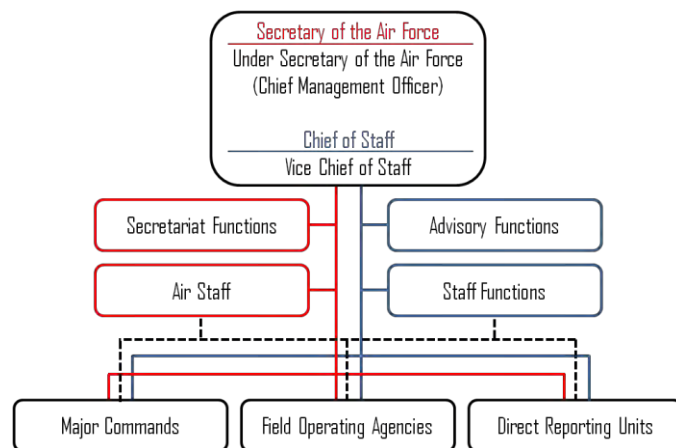 Secretary of the Air Force
Under Secretary of the Air Force
(Chief Management Officer)
Chief of Staff
Vice Chief of Staff
Secretariat Functions
Advisory Functions
Air Staff
Staff Functions
Major Commands
Field Operating Agencies
Direct Reporting Units